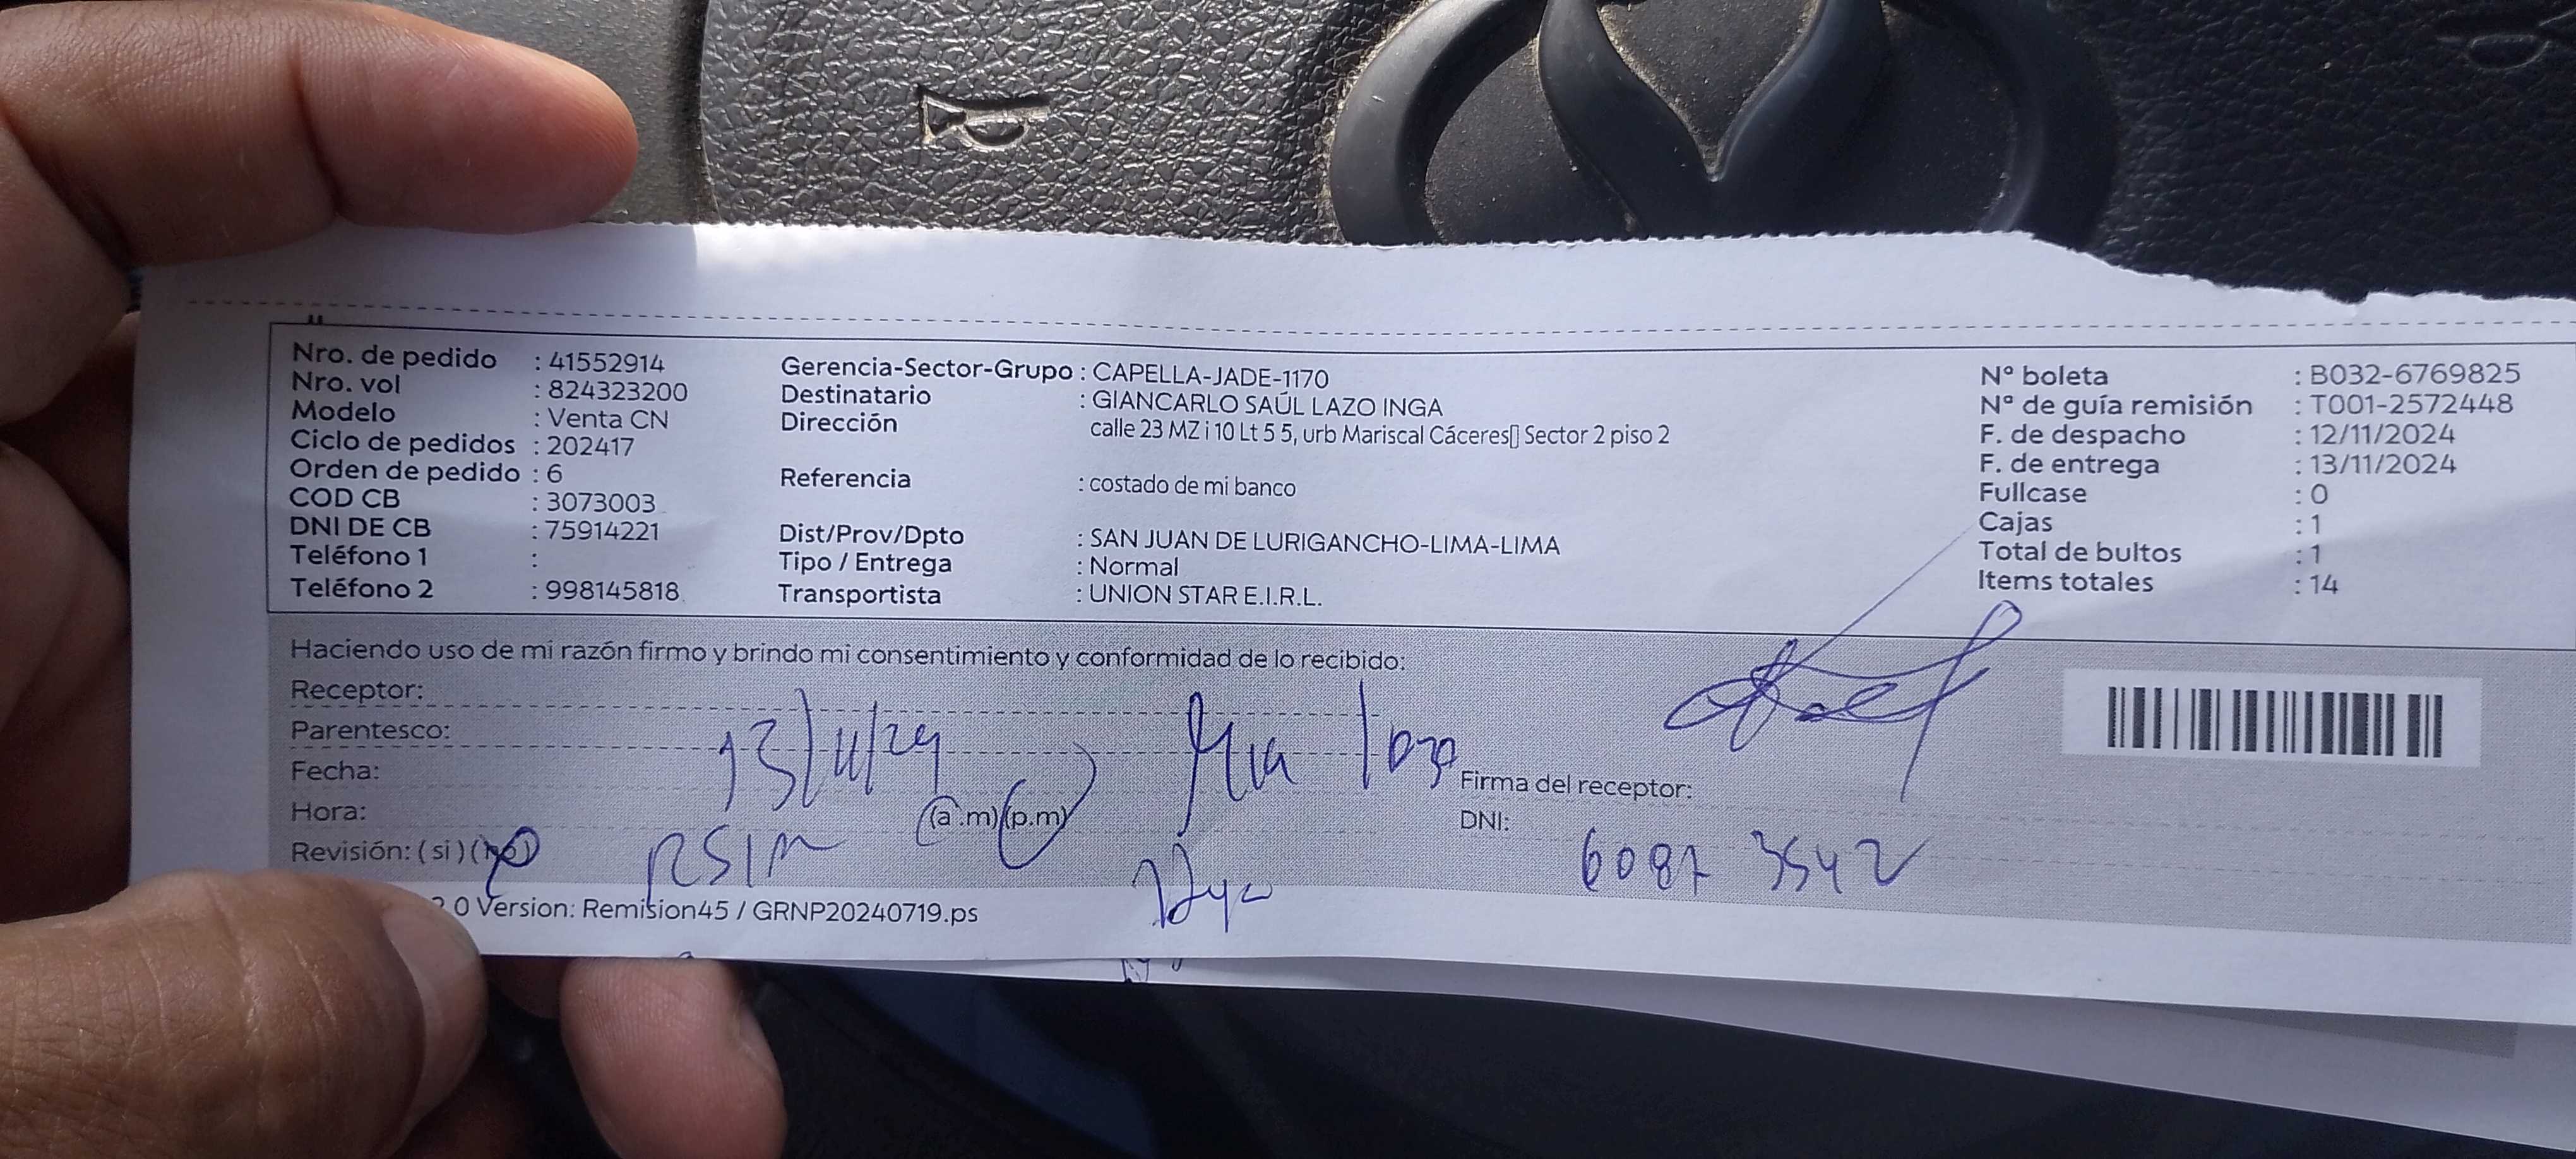 Nro. de pedido : 41552914
Nro. vol : 824323200
Modelo : Venta CN
Ciclo de pedidos : 202417
Orden de pedido : 6
COD CB : 3073003
DNI DE CB : 75914221
Teléfono 1 :
Teléfono 2 : 998145818
Gerencia-Sector-Grupo : CAPELLA-JADE-1170
Destinatario : GIANCARLO SAÚL LAZO INGA
Dirección calle 23 MZ i 10 Lt 5 5, urb Mariscal Cáceres▯ Sector 2 piso 2
Referencia : costado de mi banco
Dist/Prov/Dpto : SAN JUAN DE LURIGANCHO-LIMA-LIMA
Tipo / Entrega : Normal
Transportista : UNION STAR E.I.R.L.
Nº boleta : B032-6769825
Nº de guía remisión : T001-2572448
F. de despacho : 12/11/2024
F. de entrega : 13/11/2024
Fullcase : 0
Cajas : 1
Total de bultos : 1
Items totales : 14
Haciendo uso de mi razón firmo y brindo mi consentimiento y conformidad de lo recibido:
Receptor:
Parentesco:
Fecha: 13/11/24
Hora: (a.m) (p.m)
Revisión: ( si ) (no)
Firma del receptor:
DNI: 6087 3542
2.0 Version: Remision45 / GRNP20240719.ps